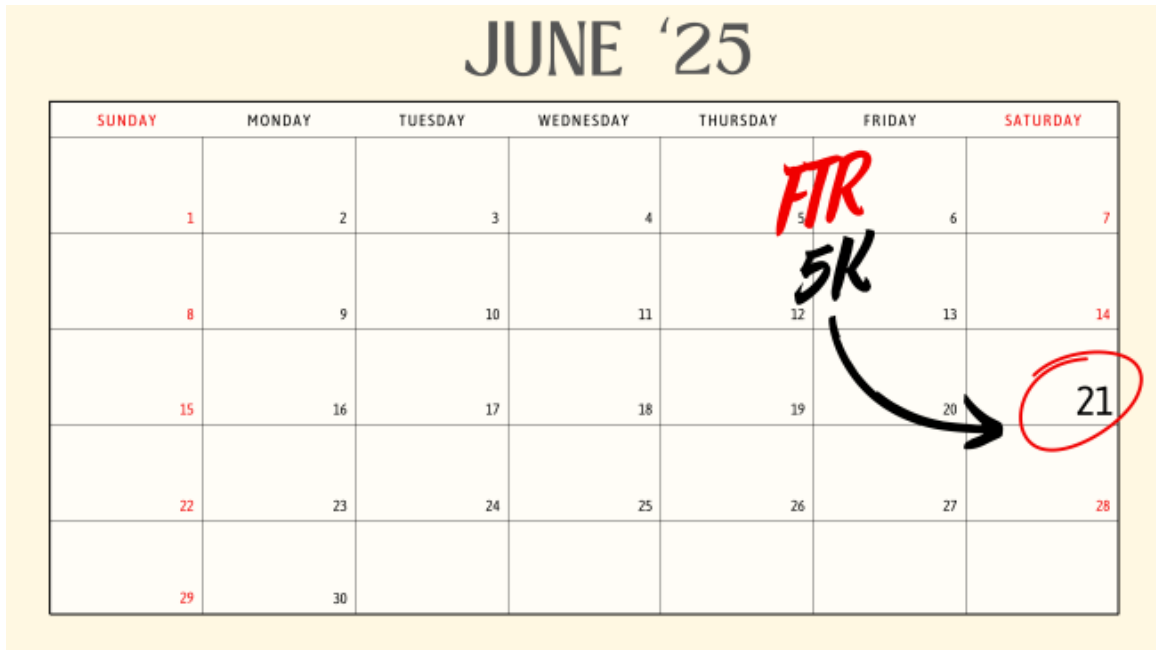 JUNE ‘25
SUNDAY MONDAY TUESDAY WEDNESDAY THURSDAY FRIDAY SATURDAY
FTR
1 2 3 4 5 6 7
5K
8 9 10 11 12 13 14
15 16 17 18 19 20 21
22 23 24 25 26 27 28
29 30